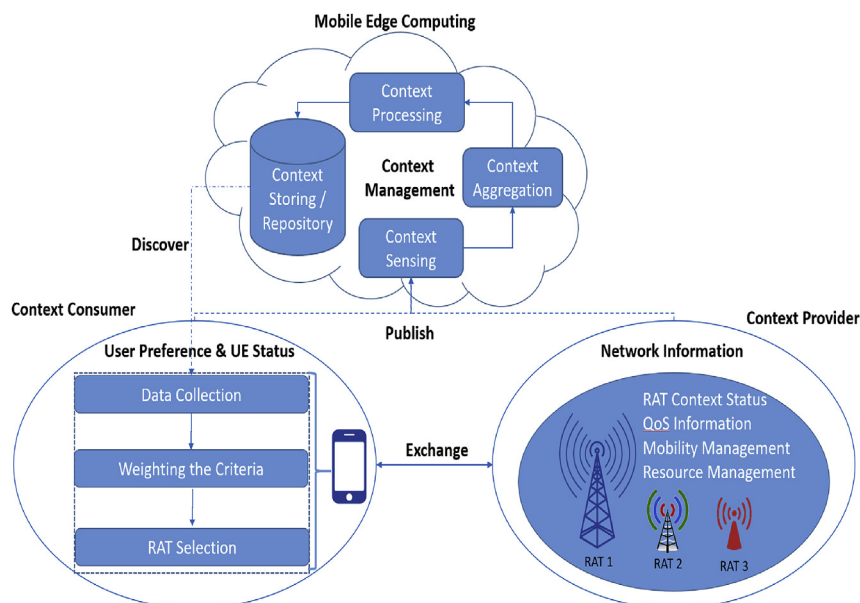 Mobile Edge Computing
Context
Processing
Context
Storing /
Repository
Context
Management
Context
Aggregation
Context
Sensing
Discover
Publish
Context Consumer
User Preference & UE Status
Data Collection
Weighting the Criteria
RAT Selection
Exchange
Context Provider
Network Information
RAT Context Status
QoS Information
Mobility Management
Resource Management
RAT 1
RAT 2
RAT 3